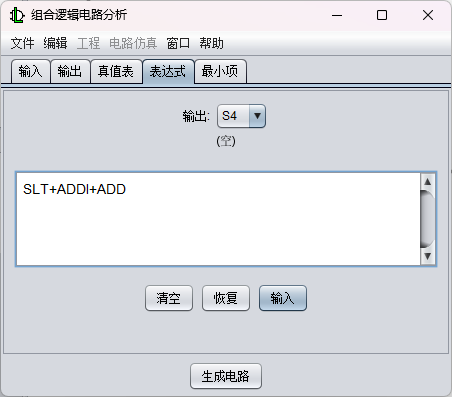 组合逻辑电路分析
文件 编辑 工程 电路仿真 窗口 帮助
输入 输出 真值表 表达式 最小项
输出: S4
(空)
SLT+ADDI+ADD
清空 恢复 输入
生成电路